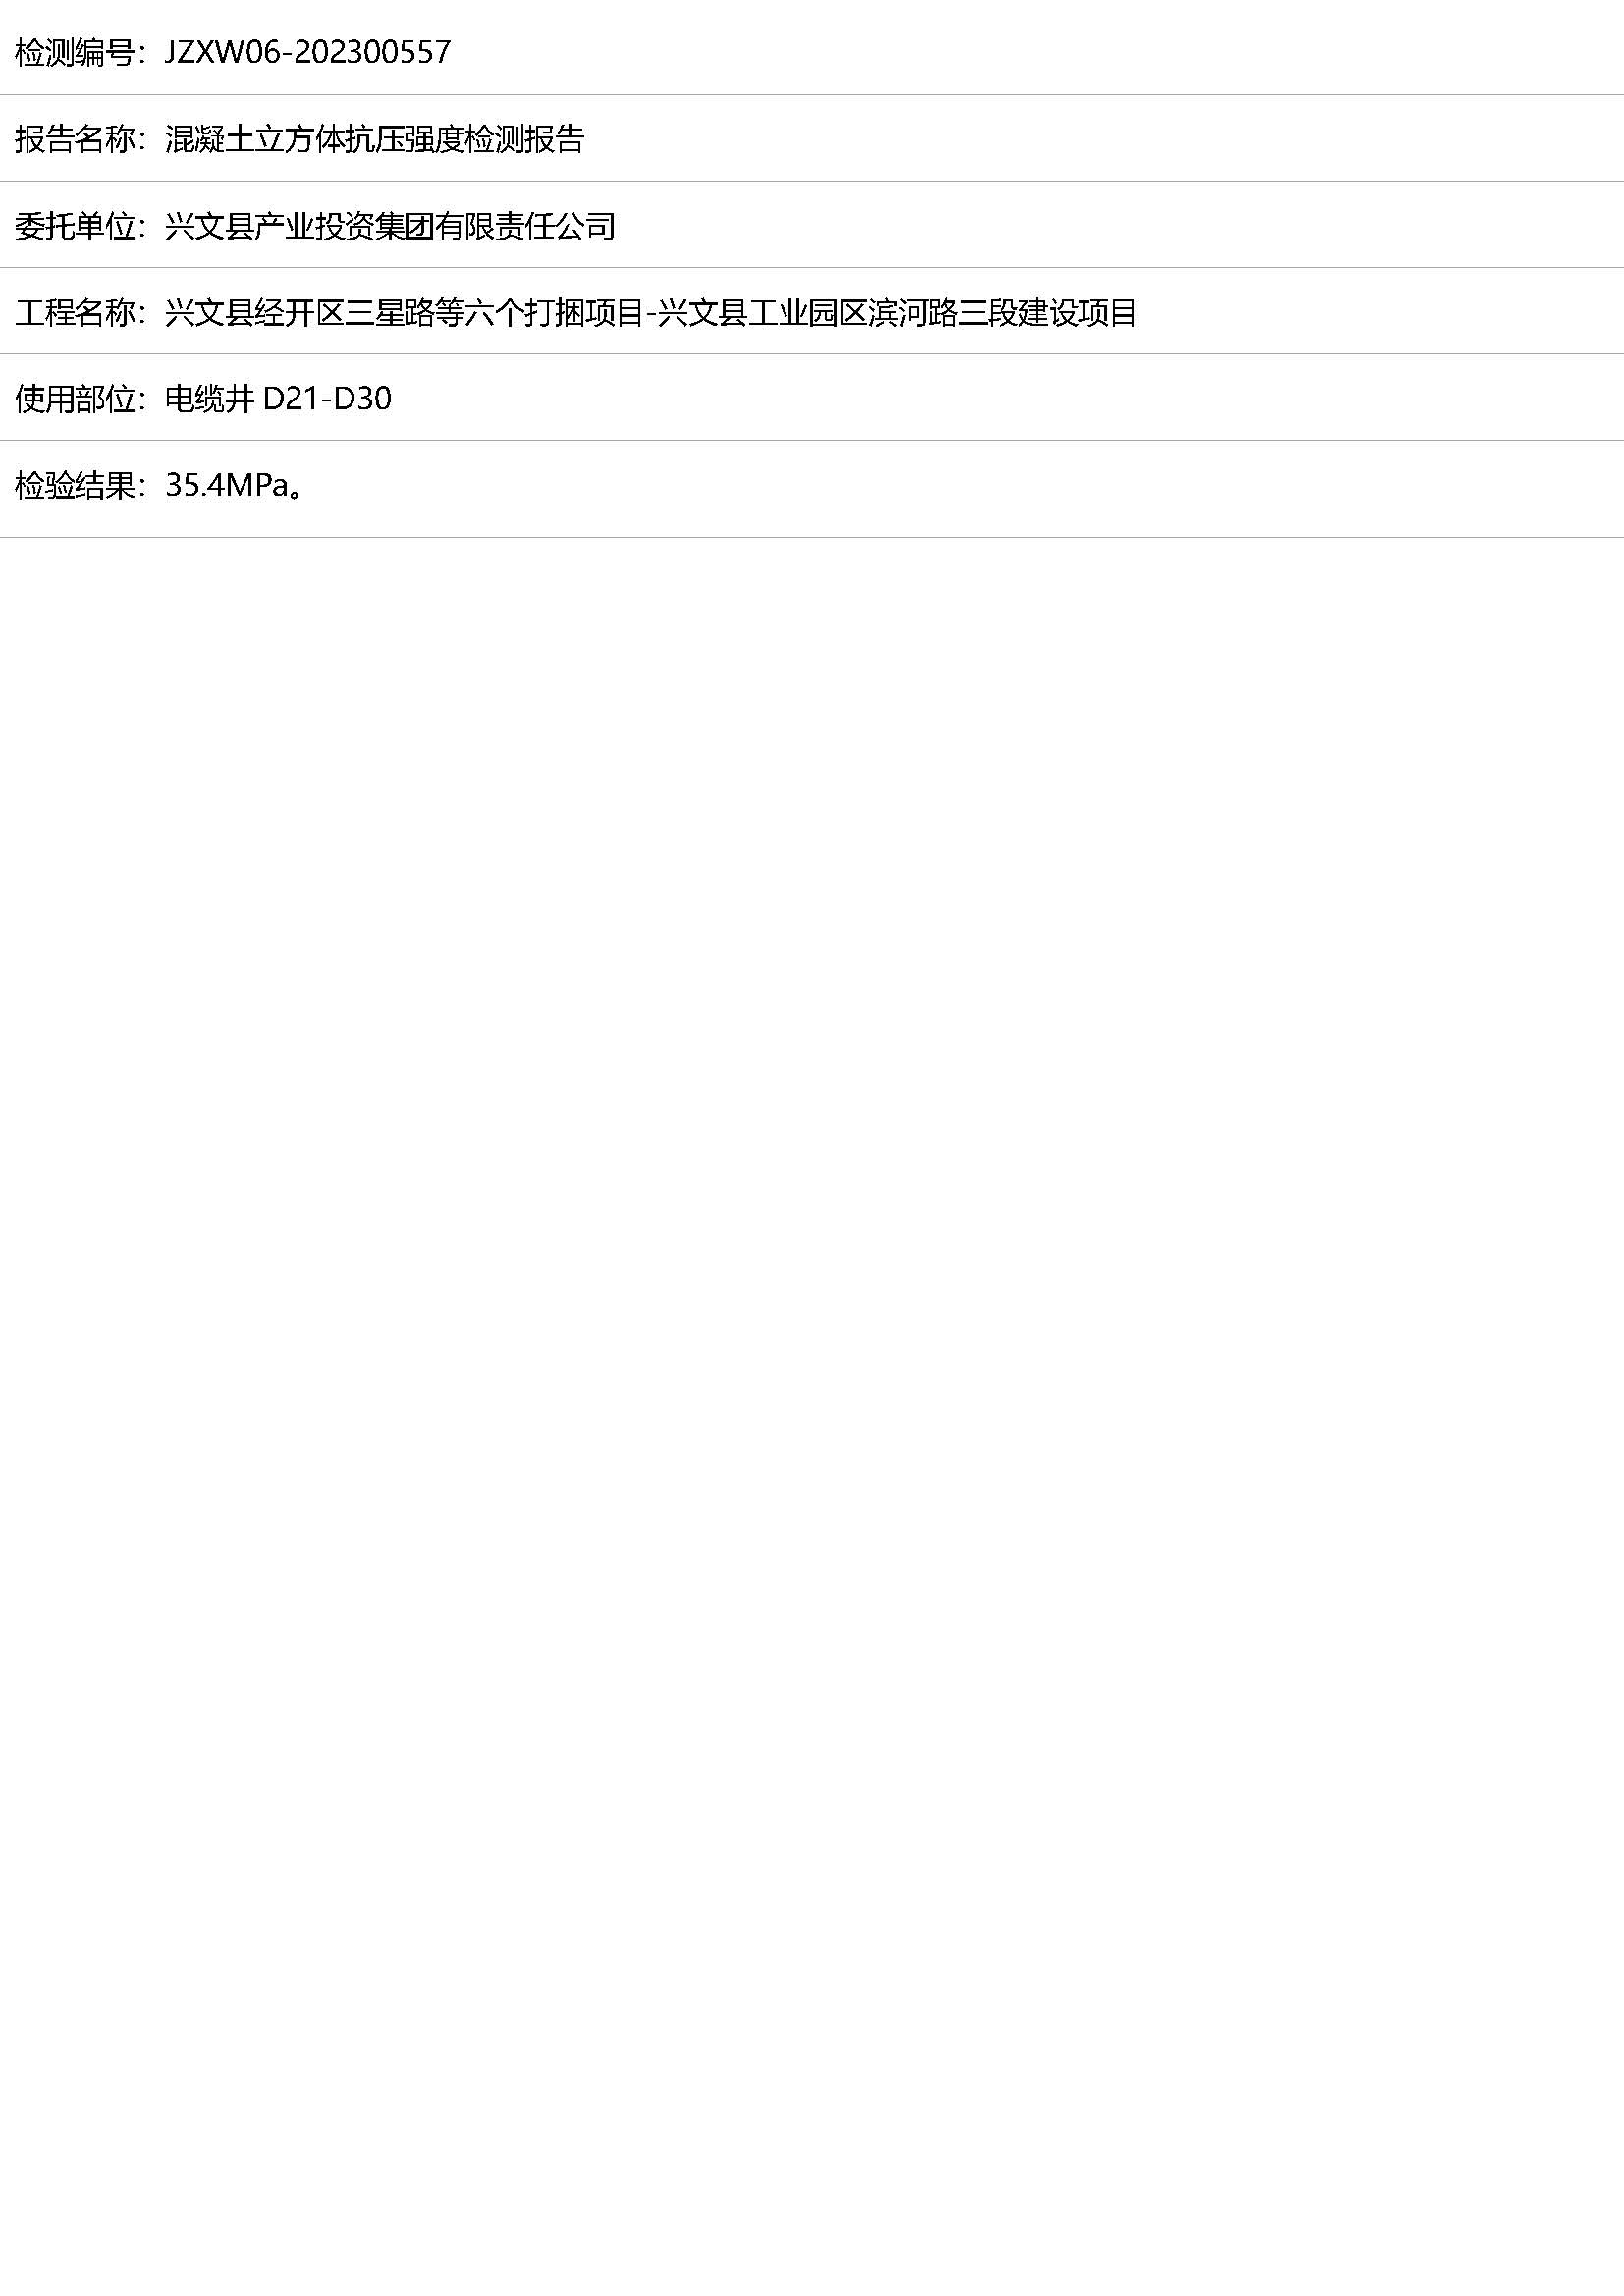 检测编号：JZXW06-202300557
报告名称：混凝土立方体抗压强度检测报告
委托单位：兴文县产业投资集团有限责任公司
工程名称：兴文县经开区三星路等六个打捆项目-兴文县工业园区滨河路三段建设项目
使用部位：电缆井 D21-D30
检验结果：35.4MPa。